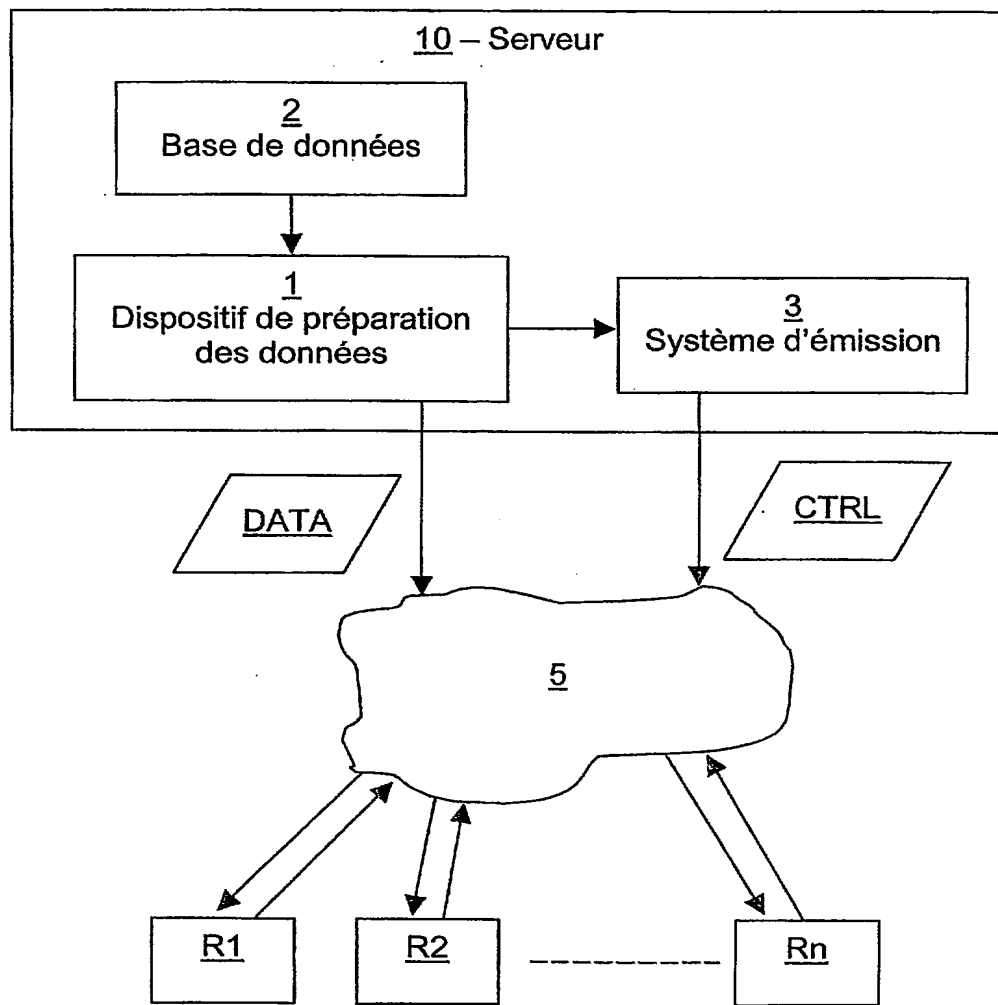 10 – Serveur
2
Base de données
1
Dispositif de préparation
des données
3
Système d'émission
DATA
CTRL
5
R1
R2
Rn